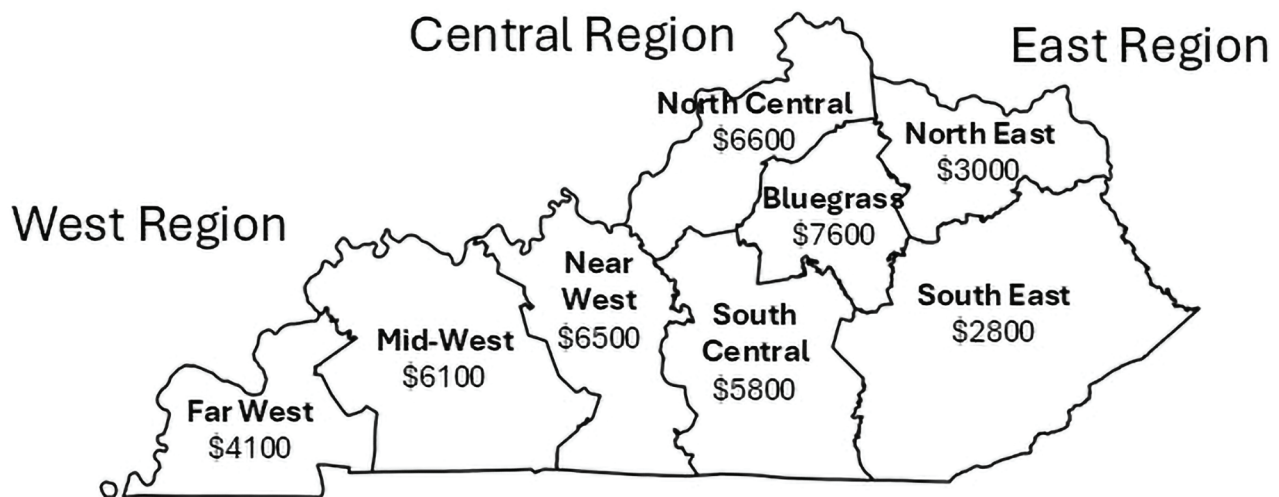 Central Region
East Region
North Central
$6600
North East
$3000
Bluegrass
$7600
West Region
Near
West
$6500
South East
$2800
South
Central
$5800
Mid-West
$6100
Far West
$4100